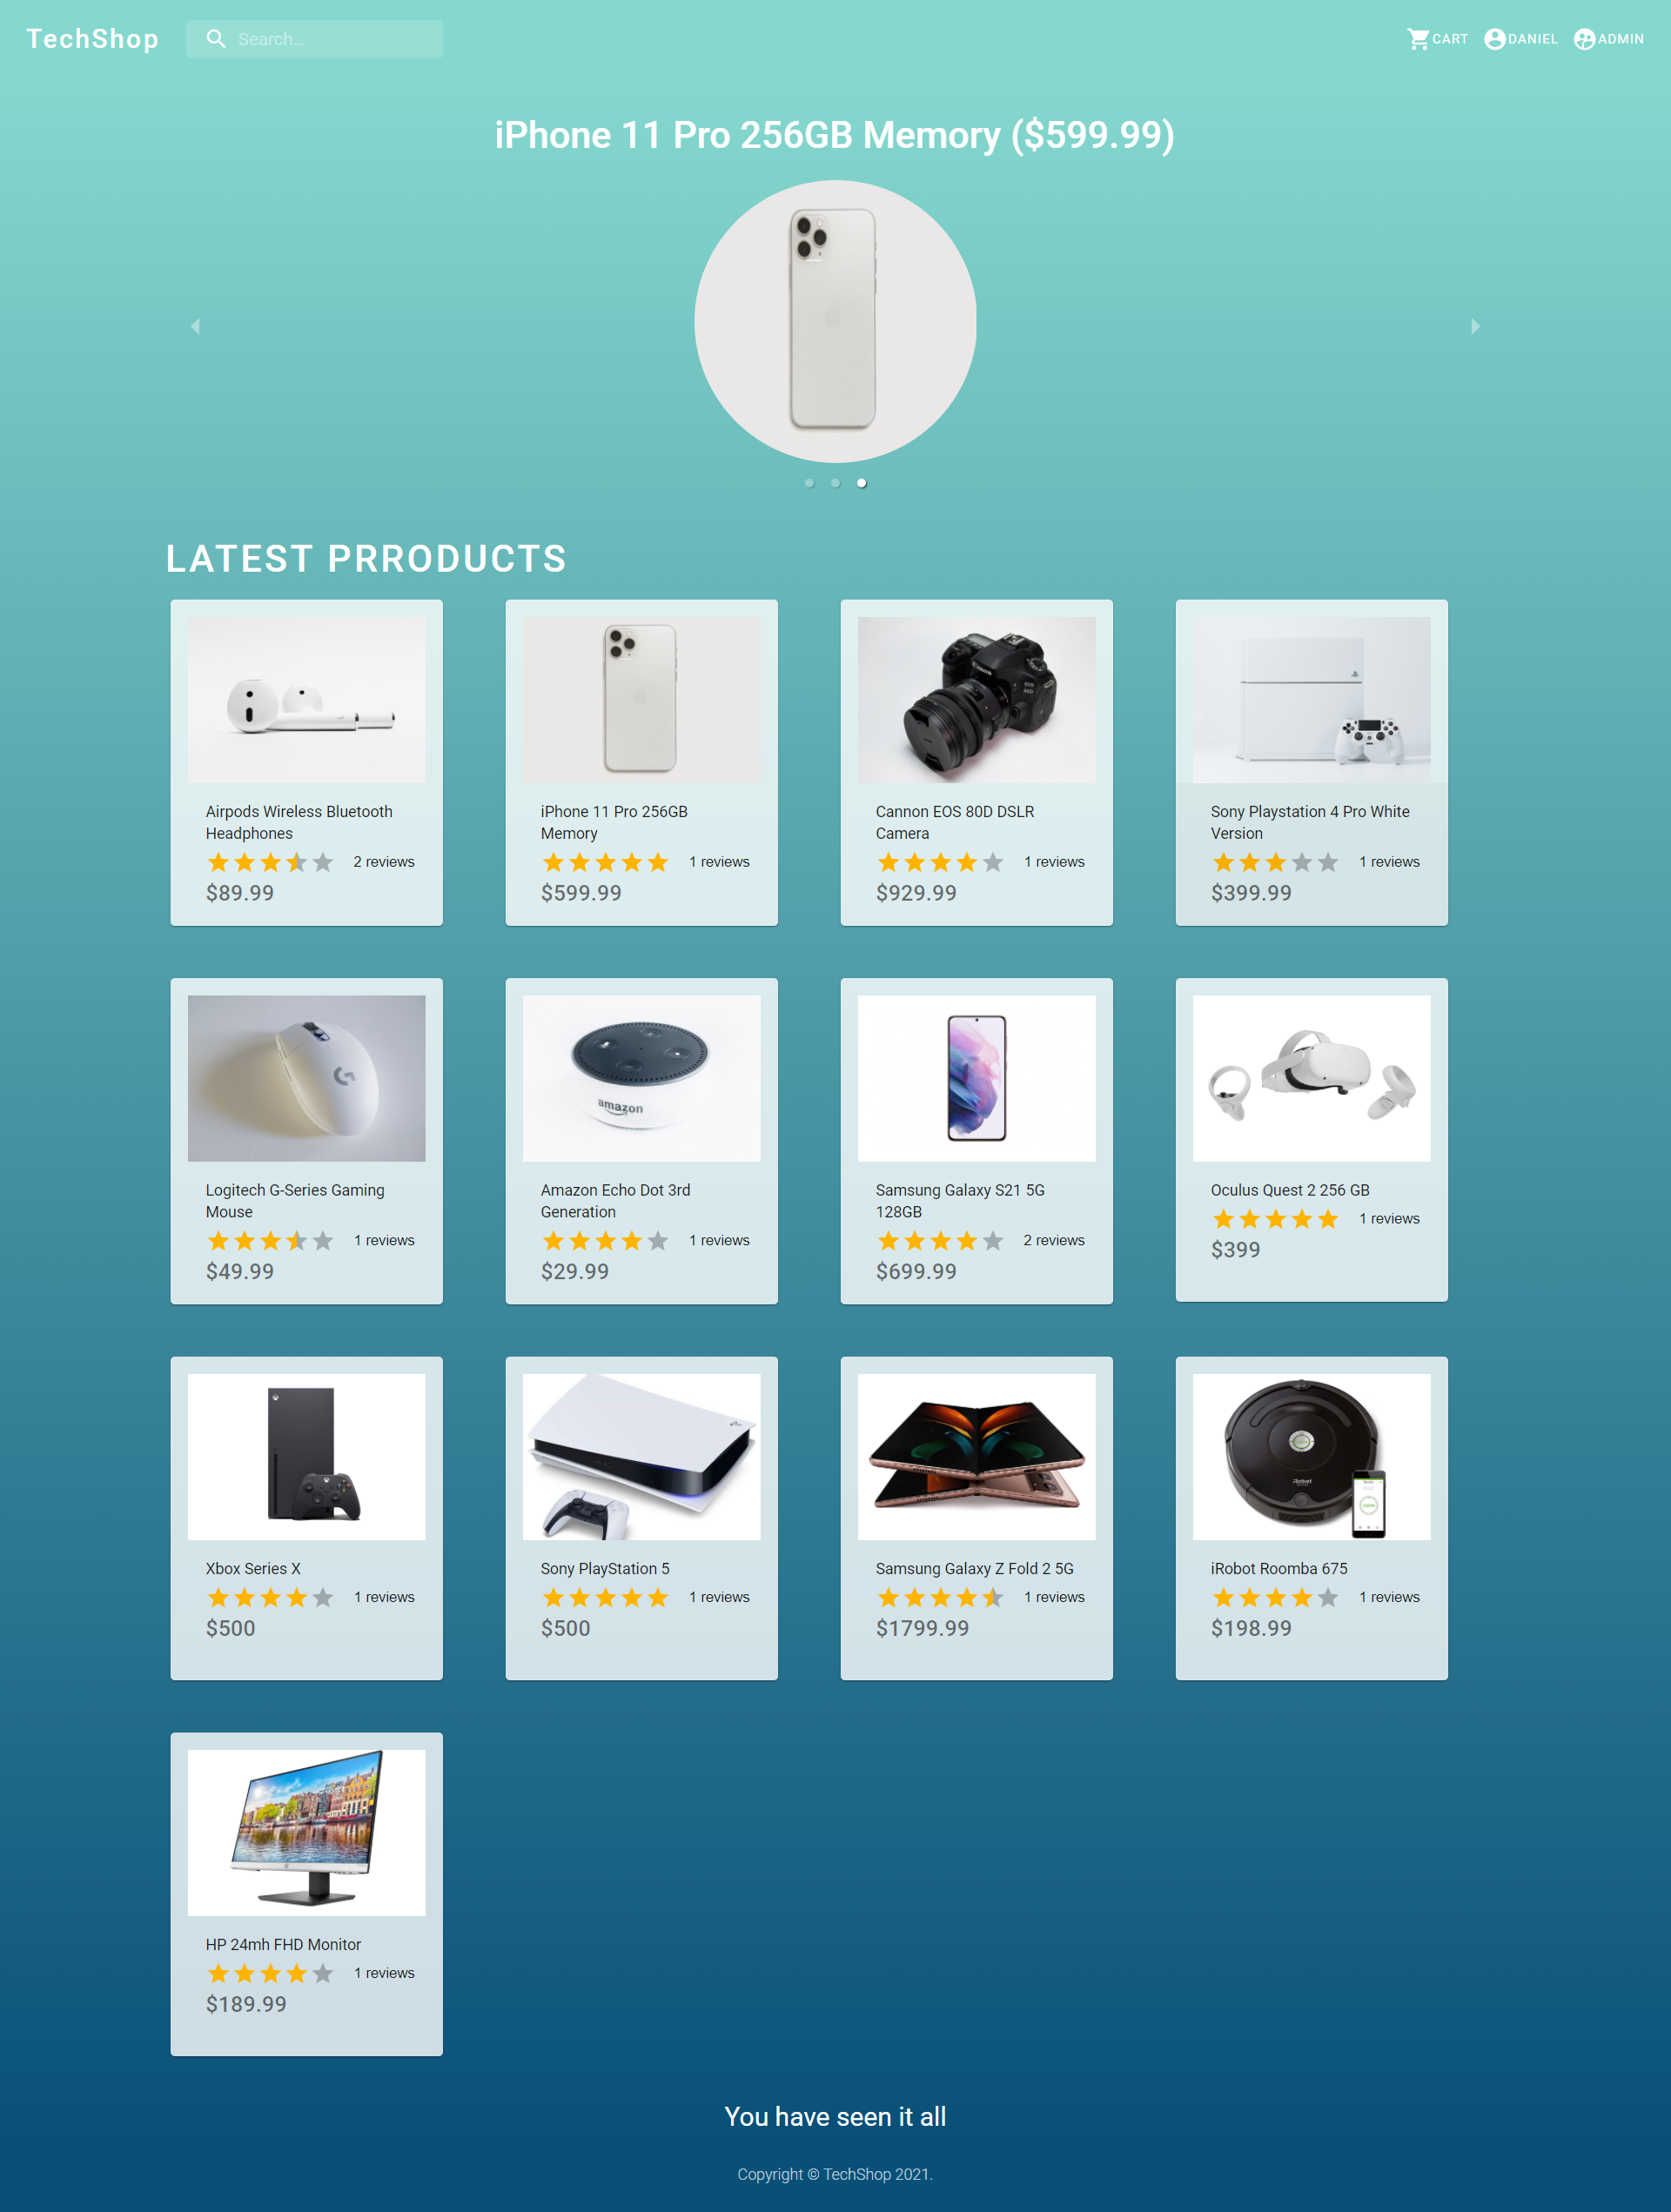 TechShop
Search...
CART
DANIEL
ADMIN
iPhone 11 Pro 256GB Memory ($599.99)
LATEST PRRODUCTS
Airpods Wireless Bluetooth
Headphones
2 reviews
$89.99
iPhone 11 Pro 256GB
Memory
1 reviews
$599.99
Canon
EOS
80D
Cannon EOS 80D DSLR
Camera
1 reviews
$929.99
Sony Playstation 4 Pro White
Version
1 reviews
$399.99
Logitech G-Series Gaming
Mouse
1 reviews
$49.99
amazon
Amazon Echo Dot 3rd
Generation
1 reviews
$29.99
Samsung Galaxy S21 5G
128GB
2 reviews
$699.99
Oculus Quest 2 256 GB
1 reviews
$399
Xbox Series X
1 reviews
$500
Sony PlayStation 5
1 reviews
$500
Samsung Galaxy Z Fold 2 5G
1 reviews
$1799.99
iRobot
CLEAN
iRobot Roomba 675
1 reviews
$198.99
HP 24mh FHD Monitor
1 reviews
$189.99
You have seen it all
Copyright © TechShop 2021.